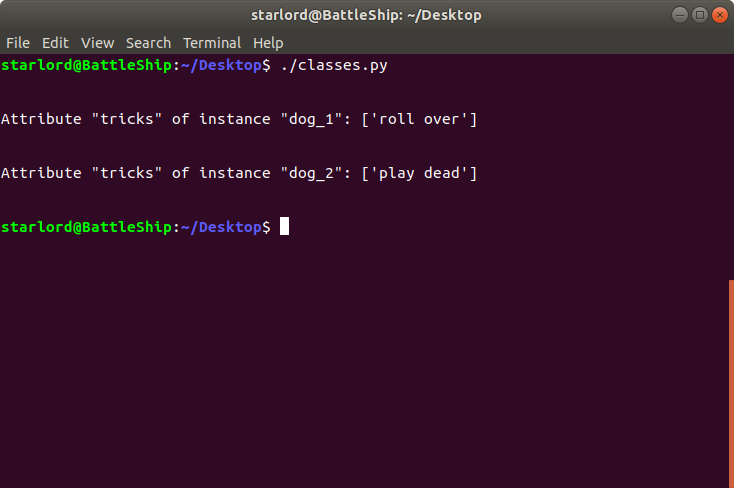 starlord@BattleShip: ~/Desktop
File Edit View Search Terminal Help
starlord@BattleShip:~/Desktop$ ./classes.py
Attribute "tricks" of instance "dog_1": ['roll over']
Attribute "tricks" of instance "dog_2": ['play dead']
starlord@BattleShip:~/Desktop$